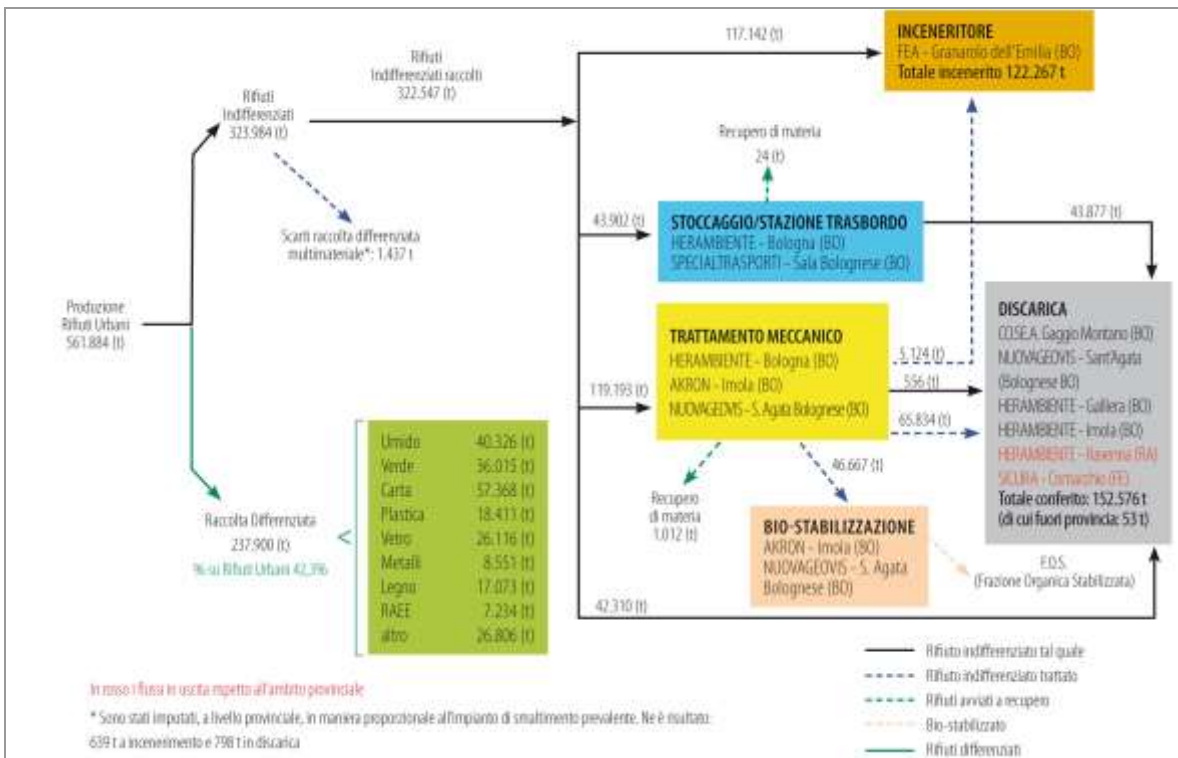 117.142 (t)
INCENERITORE
FEA - Granarolo dell'Emilia (BO)
Totale incenerito 122.267 t
Rifiuti
Indifferenziati raccolti
322.547 (t)
Rifiuti
Indifferenziati
323.984 (t)
Recupero di materia
24 (t)
Scarti raccolta differenziata
multimateriale*: 1.437 t
43.902 (t)
STOCCAGGIO/STAZIONE TRASBORDO
HERAMBIENTE - Bologna (BO)
SPECIALTRASPORTI - Sala Bolognese (BO)
43.877 (t)
Produzione
Rifiuti Urbani
561.884 (t)
TRATTAMENTO MECCANICO
HERAMBIENTE - Bologna (BO)
AKRON - Imola (BO)
NUOVAGEOVIS - S. Agata Bolognese (BO)
119.193 (t)
5.124 (t)
556 (t)
65.834 (t)
DISCARICA
CO.SE.A. Gaggio Montano (BO)
NUOVAGEOVIS - Sant'Agata
(Bolognese BO)
HERAMBIENTE - Galliera (BO)
HERAMBIENTE - Imola (BO)
HERAMBIENTE - Ravenna (RA)
SICURA - Comacchio (FE)
Totale conferito: 152.576 t
(di cui fuori provincia: 53 t)
46.667 (t)
Recupero
di materia
1.012 (t)
BIO-STABILIZZAZIONE
AKRON - Imola (BO)
NUOVAGEOVIS - S. Agata
Bolognese (BO)
F.O.S.
(Frazione Organica Stabilizzata)
42.310 (t)
Raccolta Differenziata
237.900 (t)
% su Rifiuti Urbani 42,3%
<
Umido 40.326 (t)
Verde 36.015 (t)
Carta 57.368 (t)
Plastica 18.411 (t)
Vetro 26.116 (t)
Metalli 8.551 (t)
Legno 17.073 (t)
RAEE 7.234 (t)
altro 26.806 (t)
Rifiuto indifferenziato tal quale
Rifiuto indifferenziato trattato
Rifiuti avviati a recupero
Bio-stabilizzato
Rifiuti differenziati
In rosso i flussi in uscita rispetto all'ambito provinciale
* Sono stati imputati, a livello provinciale, in maniera proporzionale all'impianto di smaltimento prevalente. Ne è risultato:
639 t a incenerimento e 798 t in discarica